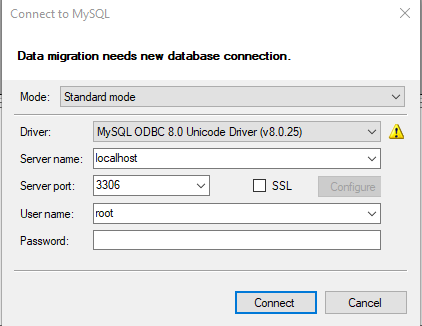 Connect to MySQL
Data migration needs new database connection.
Mode: Standard mode
Driver: MySQL ODBC 8.0 Unicode Driver (v8.0.25)
Server name: localhost
Server port: 3306 SSL Configure
User name: root
Password:
Connect Cancel